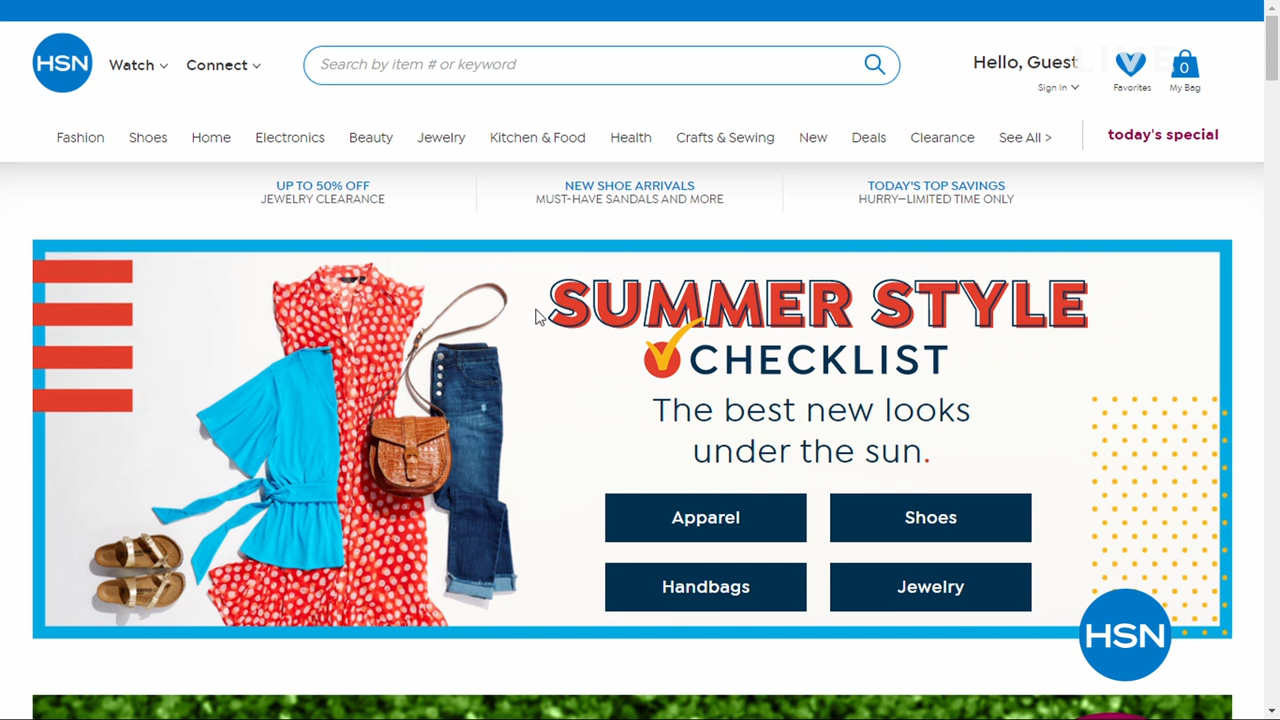 HSN
Watch
Connect
Search by item # or keyword
Hello, Guest
LIVE
Sign In
Favorites
0
My Bag
Fashion
Shoes
Home
Electronics
Beauty
Jewelry
Kitchen & Food
Health
Crafts & Sewing
New
Deals
Clearance
See All >
today's special
UP TO 50% OFF
JEWELRY CLEARANCE
NEW SHOE ARRIVALS
MUST-HAVE SANDALS AND MORE
TODAY'S TOP SAVINGS
HURRY—LIMITED TIME ONLY
SUMMER STYLE
CHECKLIST
The best new looks
under the sun.
Apparel
Shoes
Handbags
Jewelry
HSN